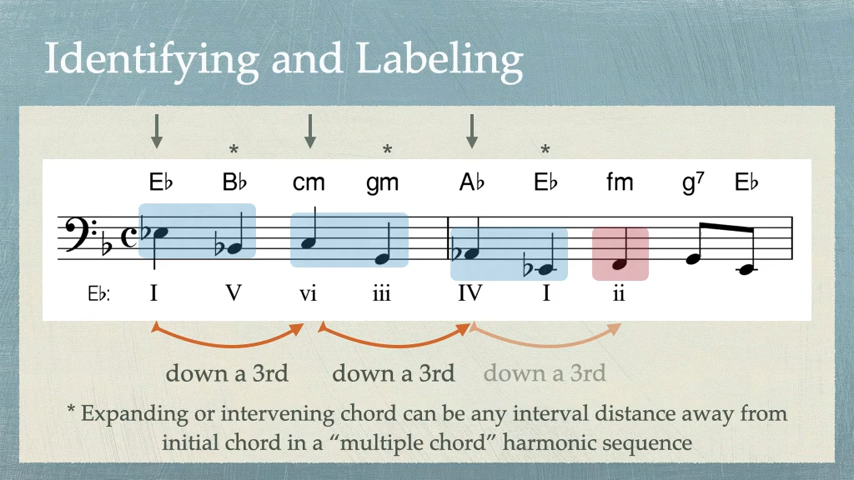 Identifying and Labeling
* * *
E♭ B♭ cm gm A♭ E♭ fm g⁷ E♭
E♭: I V vi iii IV I ii
down a 3rd down a 3rd down a 3rd
* Expanding or intervening chord can be any interval distance away from
initial chord in a “multiple chord” harmonic sequence